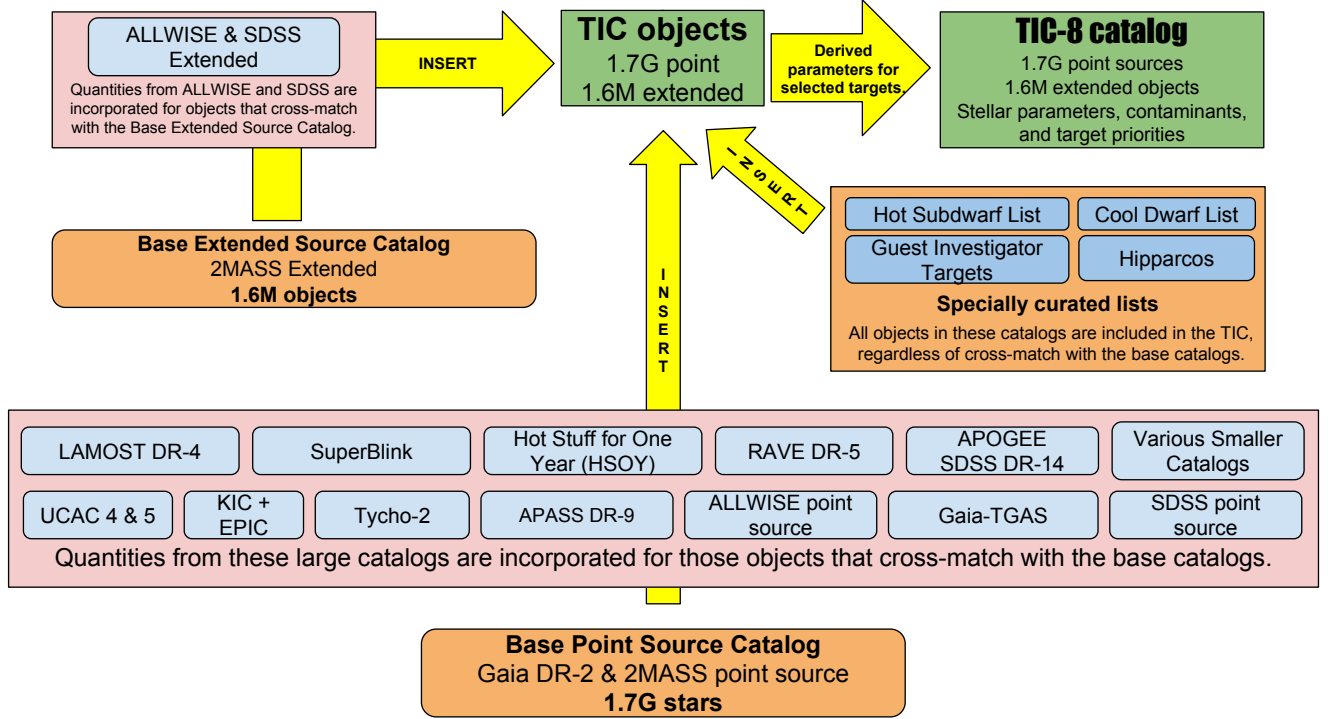 ALLWISE & SDSS
Extended
Quantities from ALLWISE and SDSS are
incorporated for objects that cross-match
with the Base Extended Source Catalog.
INSERT
TIC objects
1.7G point
1.6M extended
Derived
parameters for
selected targets.
TIC-8 catalog
1.7G point sources
1.6M extended objects
Stellar parameters, contaminants,
and target priorities
Base Extended Source Catalog
2MASS Extended
1.6M objects
INSERT
INSERT
Hot Subdwarf List
Cool Dwarf List
Guest Investigator
Targets
Hipparcos
Specially curated lists
All objects in these catalogs are included in the TIC,
regardless of cross-match with the base catalogs.
LAMOST DR-4
SuperBlink
Hot Stuff for One
Year (HSOY)
RAVE DR-5
APOGEE
SDSS DR-14
Various Smaller
Catalogs
UCAC 4 & 5
KIC +
EPIC
Tycho-2
APASS DR-9
ALLWISE point
source
Gaia-TGAS
SDSS point
source
Quantities from these large catalogs are incorporated for those objects that cross-match with the base catalogs.
Base Point Source Catalog
Gaia DR-2 & 2MASS point source
1.7G stars